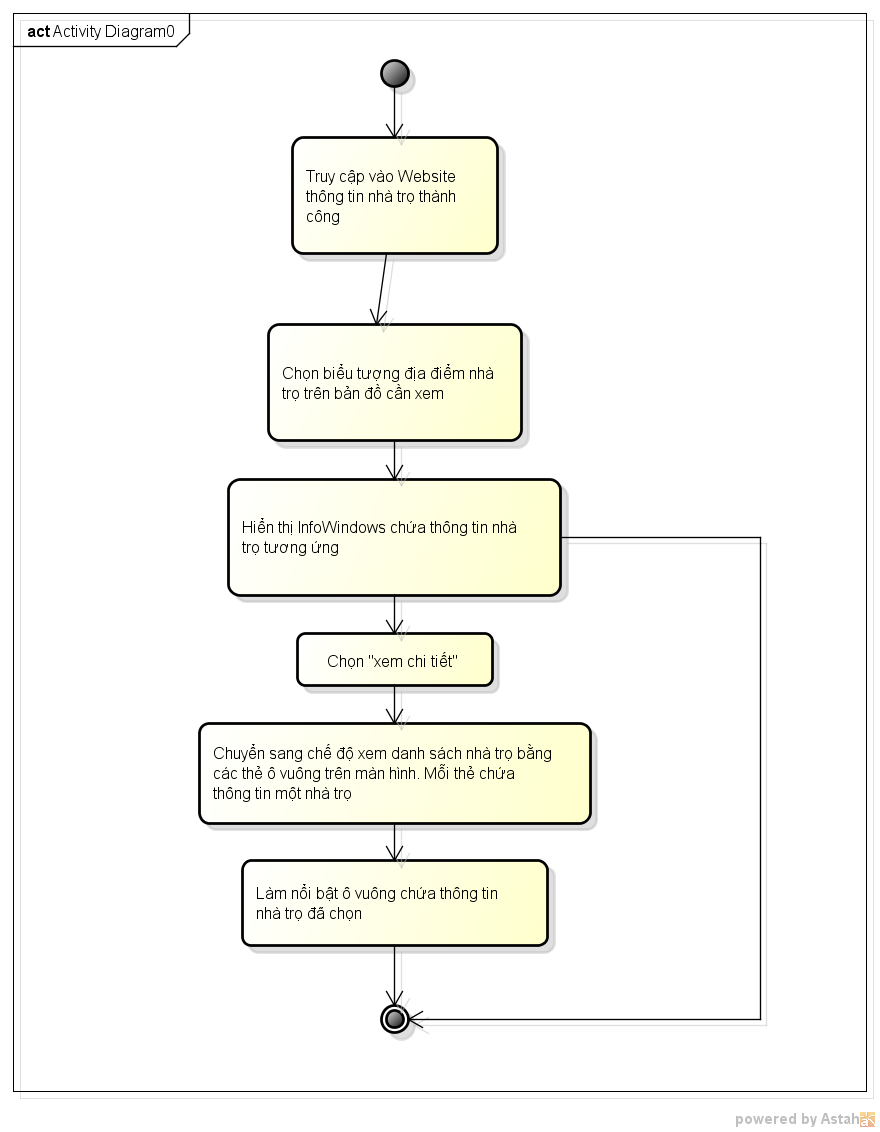 act Activity Diagram0
Truy cập vào Website
thông tin nhà trọ thành
công
Chọn biểu tượng địa điểm nhà
trọ trên bản đồ cần xem
Hiển thị InfoWindows chứa thông tin nhà
trọ tương ứng
Chọn "xem chi tiết"
Chuyển sang chế độ xem danh sách nhà trọ bằng
các thẻ ô vuông trên màn hình. Mỗi thẻ chứa
thông tin một nhà trọ
Làm nổi bật ô vuông chứa thông tin
nhà trọ đã chọn
powered by Astah